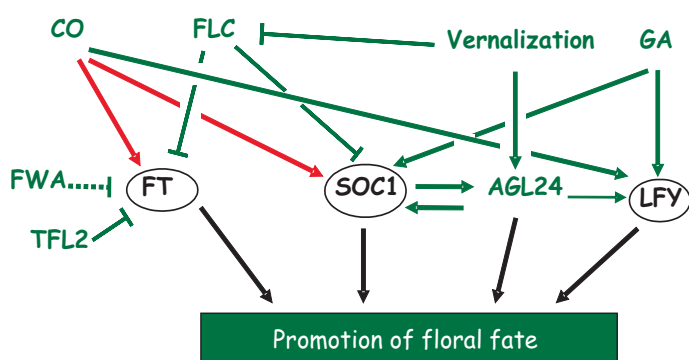 CO
FLC
Vernalization
GA
FWA
FT
SOC1
AGL24
LFY
TFL2
Promotion of floral fate